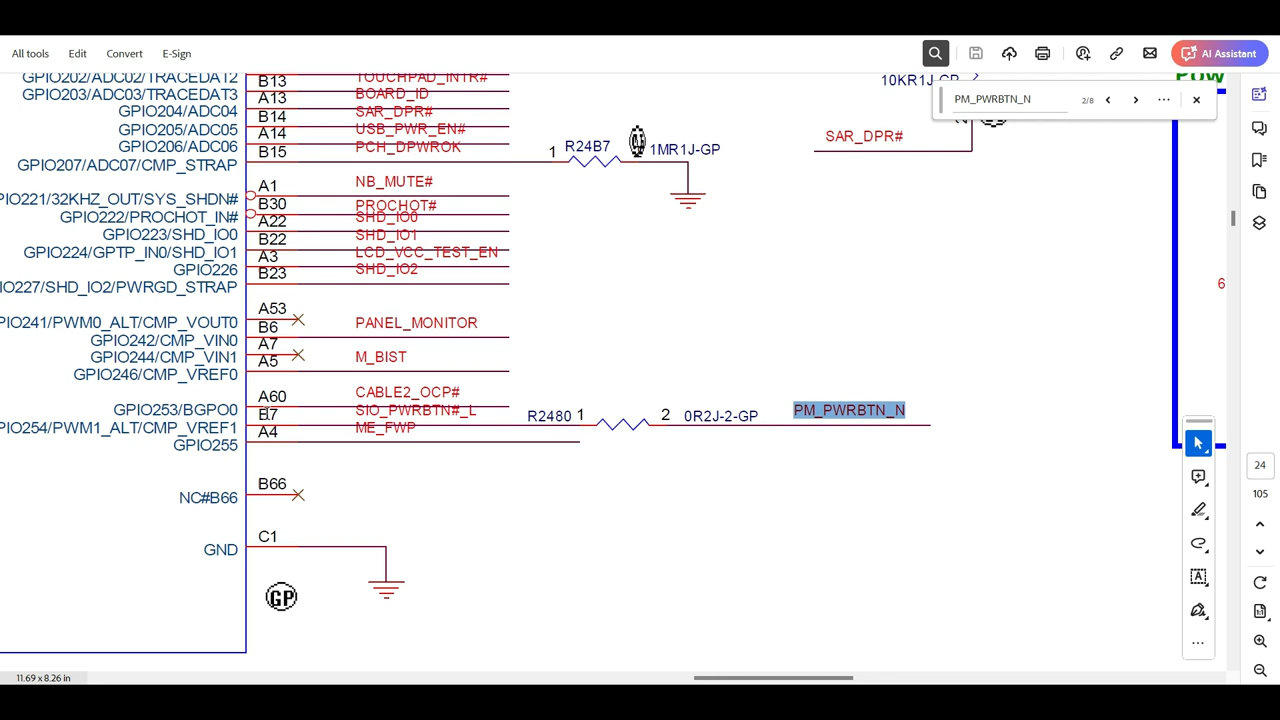 All tools Edit Convert E-Sign AI Assistant
PM_PWRBTN_N 2/8
GPIO202/ADC02/TRACEDAT2 B13 TOUCHPAD_INTR#
GPIO203/ADC03/TRACEDAT3 A13 BOARD_ID
GPIO204/ADC04 B14 SAR_DPR#
GPIO205/ADC05 A14 USB_PWR_EN#
GPIO206/ADC06 B15 PCH_DPWROK
GPIO207/ADC07/CMP_STRAP
1 R24B7 1MR1J-GP
10KR1J-GP
SAR_DPR#
PIO221/32KHZ_OUT/SYS_SHDN# A1 NB_MUTE#
GPIO222/PROCHOT_IN# B30 PROCHOT#
GPIO223/SHD_IO0 A22 SHD_IO0
GPIO224/GPTP_IN0/SHD_IO1 B22 SHD_IO1
GPIO226 A3 LCD_VCC_TEST_EN
IO227/SHD_IO2/PWRGD_STRAP B23 SHD_IO2
6
PIO241/PWM0_ALT/CMP_VOUT0 A53
GPIO242/CMP_VIN0 B6 PANEL_MONITOR
GPIO244/CMP_VIN1 A7
GPIO246/CMP_VREF0 A5 M_BIST
GPIO253/BGPO0 A60 CABLE2_OCP#
PIO254/PWM1_ALT/CMP_VREF1 SIO_PWRBTN#_L R2480 1 2 0R2J-2-GP PM_PWRBTN_N
GPIO255 A4 ME_FWP
NC#B66 B66
GND C1
GP
24
105
11.69 x 8.26 in